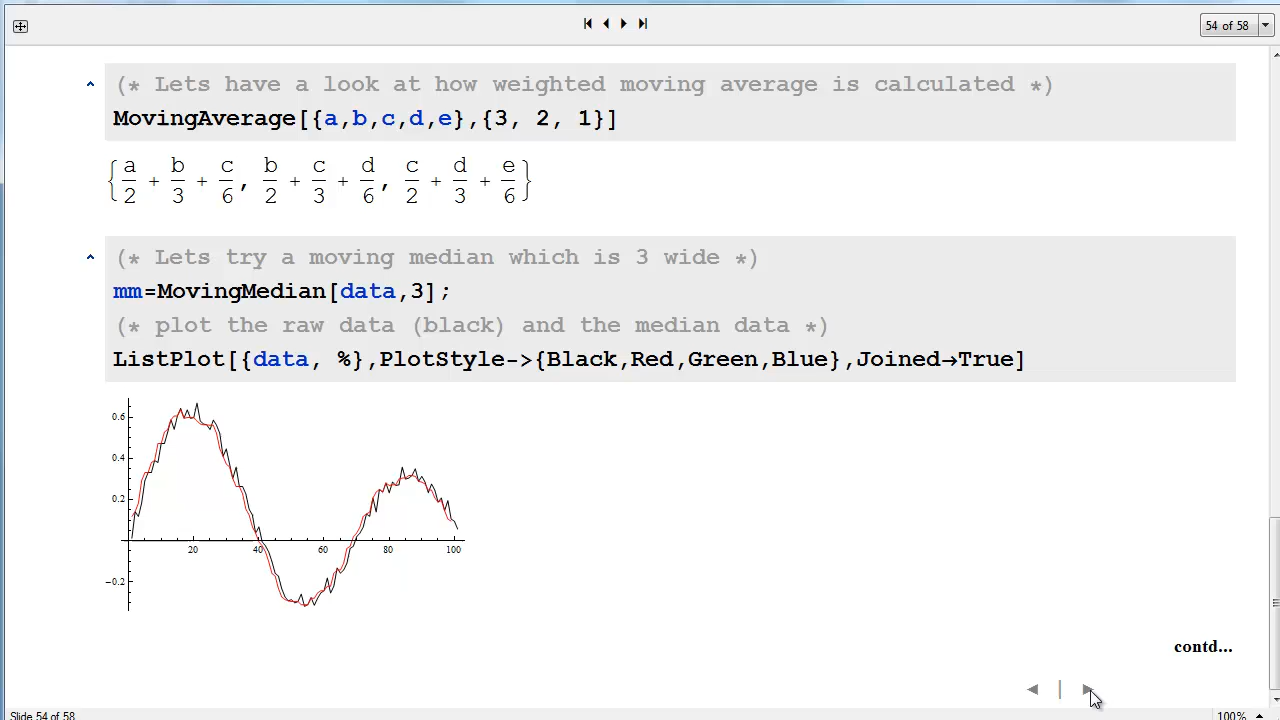 54 of 58
(* Lets have a look at how weighted moving average is calculated *)
MovingAverage[{a,b,c,d,e},{3, 2, 1}]
{a/2 + b/3 + c/6, b/2 + c/3 + d/6, c/2 + d/3 + e/6}
(* Lets try a moving median which is 3 wide *)
mm=MovingMedian[data,3];
(* plot the raw data (black) and the median data *)
ListPlot[{data, %},PlotStyle->{Black,Red,Green,Blue},Joined→True]
0.6
0.4
0.2
20 40 60 80 100
−0.2
contd...
Slide 54 of 58 100%